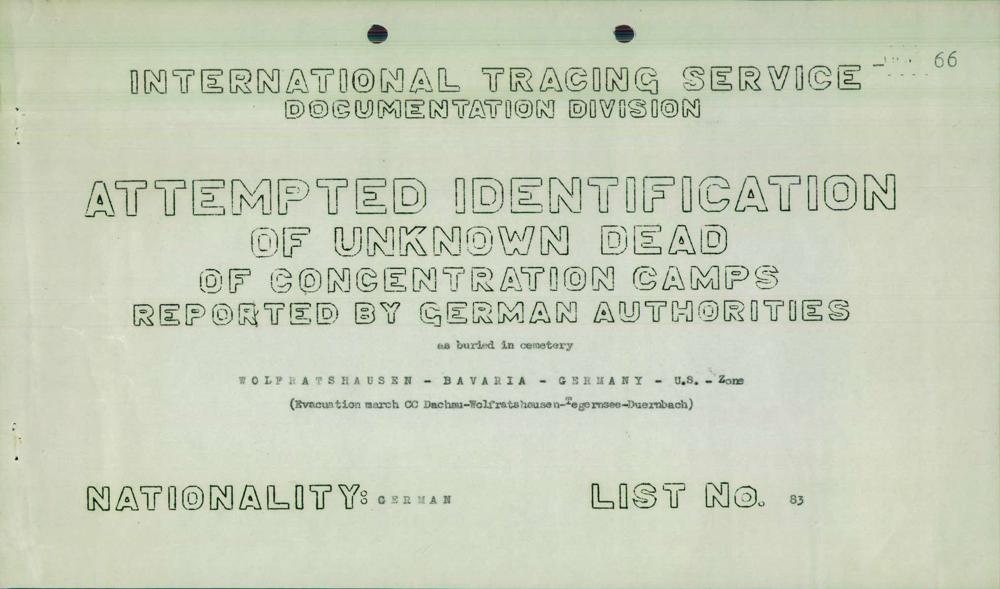 66
INTERNATIONAL TRACING SERVICE
DOCUMENTATION DIVISION
ATTEMPTED IDENTIFICATION
OF UNKNOWN DEAD
OF CONCENTRATION CAMPS
REPORTED BY GERMAN AUTHORITIES
as buried in cemetery
WOLFRATSHAUSEN - BAVARIA - GERMANY - U.S. - Zone
(Evacuation march CC Dachau-Wolfratshausen-Tegernsee-Duernbach)
NATIONALITY: GERMAN
LIST No. 83